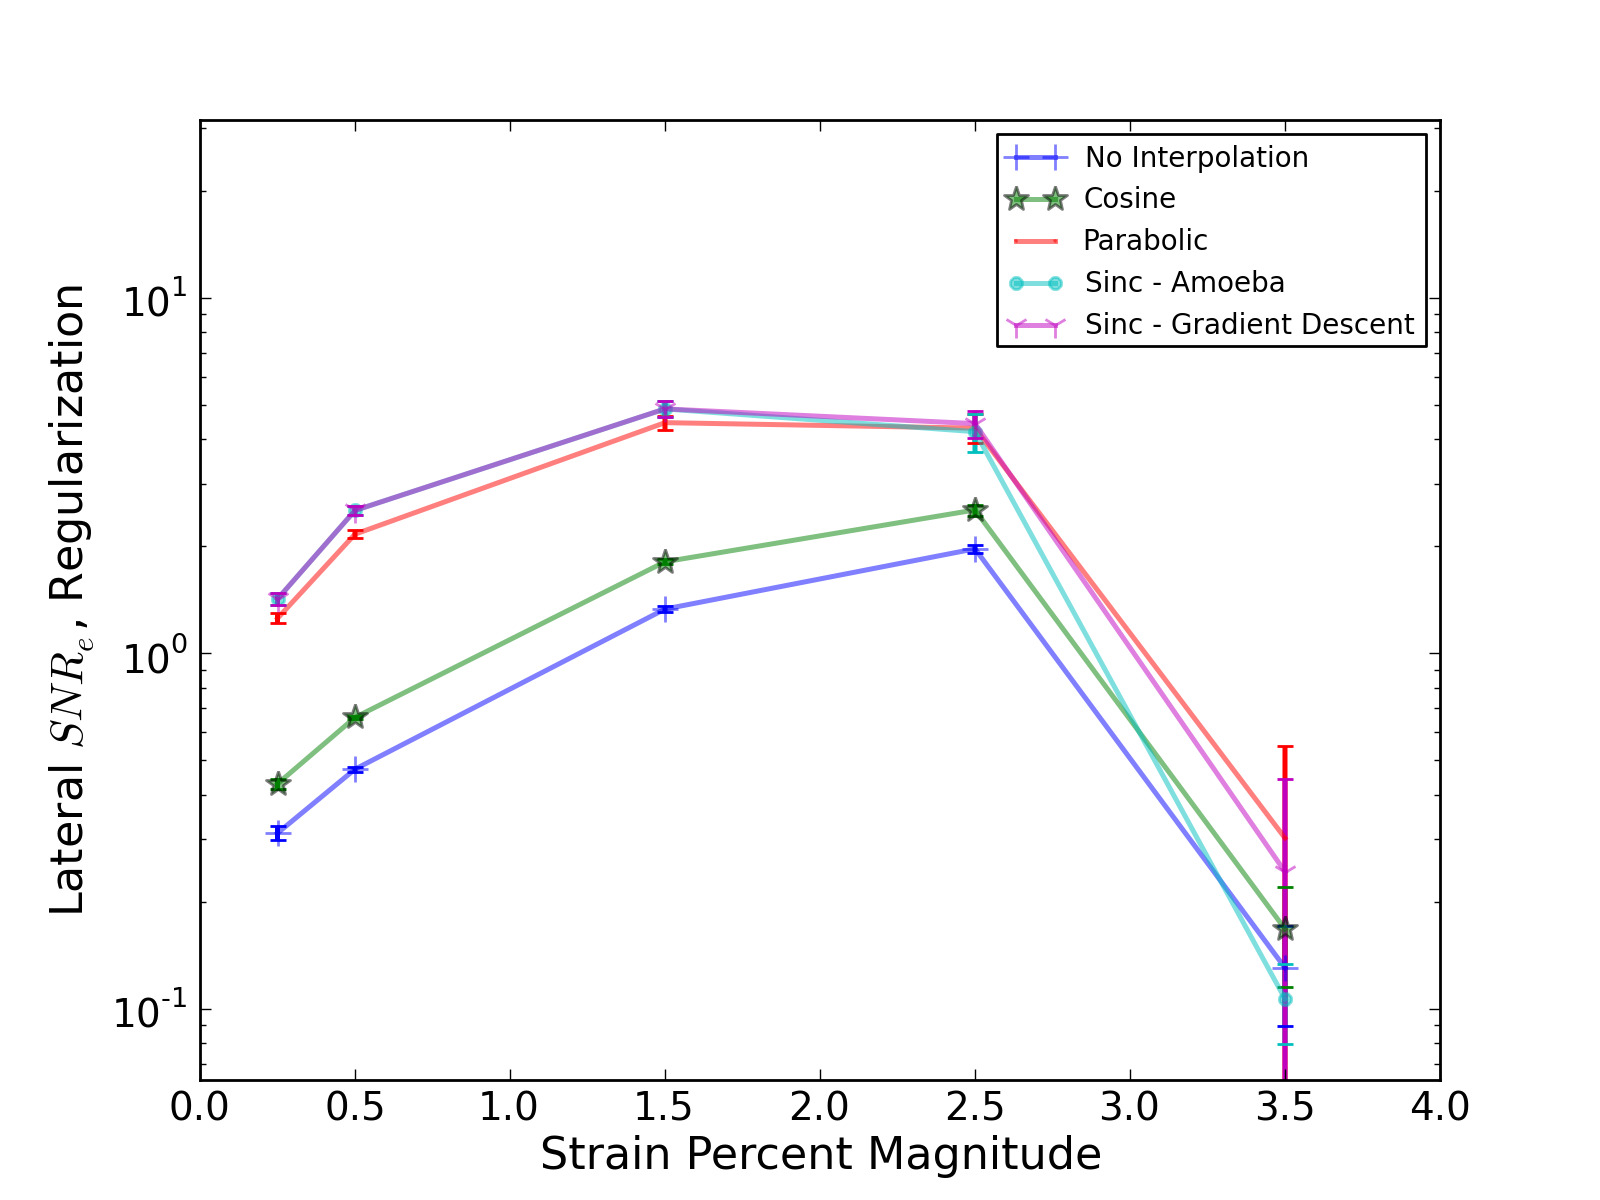 No Interpolation
Cosine
Parabolic
Sinc - Amoeba
Sinc - Gradient Descent
Lateral SNR_e, Regularization
10^1
10^0
10^-1
0.0 0.5 1.0 1.5 2.0 2.5 3.0 3.5 4.0
Strain Percent Magnitude